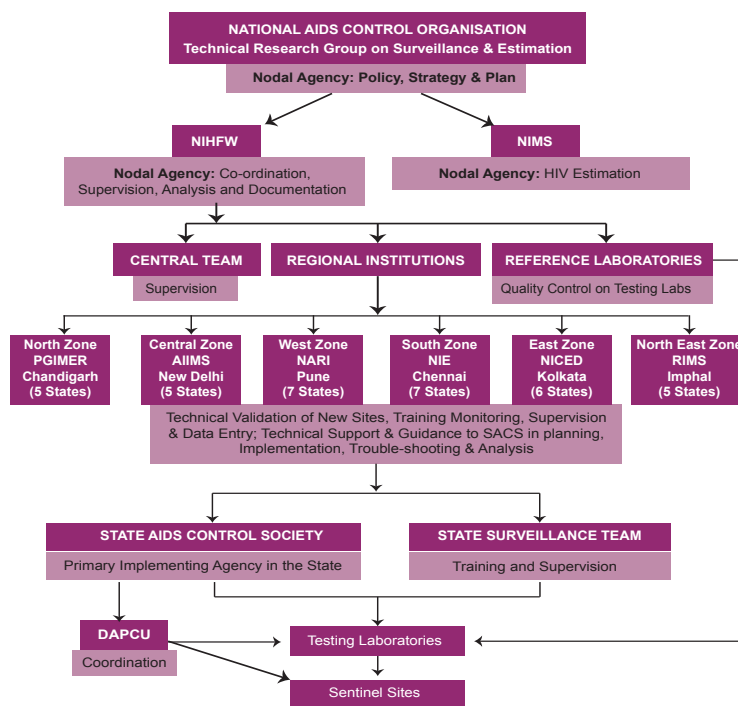 NATIONAL AIDS CONTROL ORGANISATION
Technical Research Group on Surveillance & Estimation
Nodal Agency: Policy, Strategy & Plan
NIHFW
Nodal Agency: Co-ordination,
Supervision, Analysis and Documentation
NIMS
Nodal Agency: HIV Estimation
CENTRAL TEAM
Supervision
REGIONAL INSTITUTIONS
REFERENCE LABORATORIES
Quality Control on Testing Labs
North Zone
PGIMER
Chandigarh
(5 States)
Central Zone
AIIMS
New Delhi
(5 States)
West Zone
NARI
Pune
(7 States)
South Zone
NIE
Chennai
(7 States)
East Zone
NICED
Kolkata
(6 States)
North East Zone
RIMS
Imphal
(5 States)
Technical Validation of New Sites, Training Monitoring, Supervision
& Data Entry; Technical Support & Guidance to SACS in planning,
Implementation, Trouble-shooting & Analysis
STATE AIDS CONTROL SOCIETY
Primary Implementing Agency in the State
STATE SURVEILLANCE TEAM
Training and Supervision
DAPCU
Coordination
Testing Laboratories
Sentinel Sites